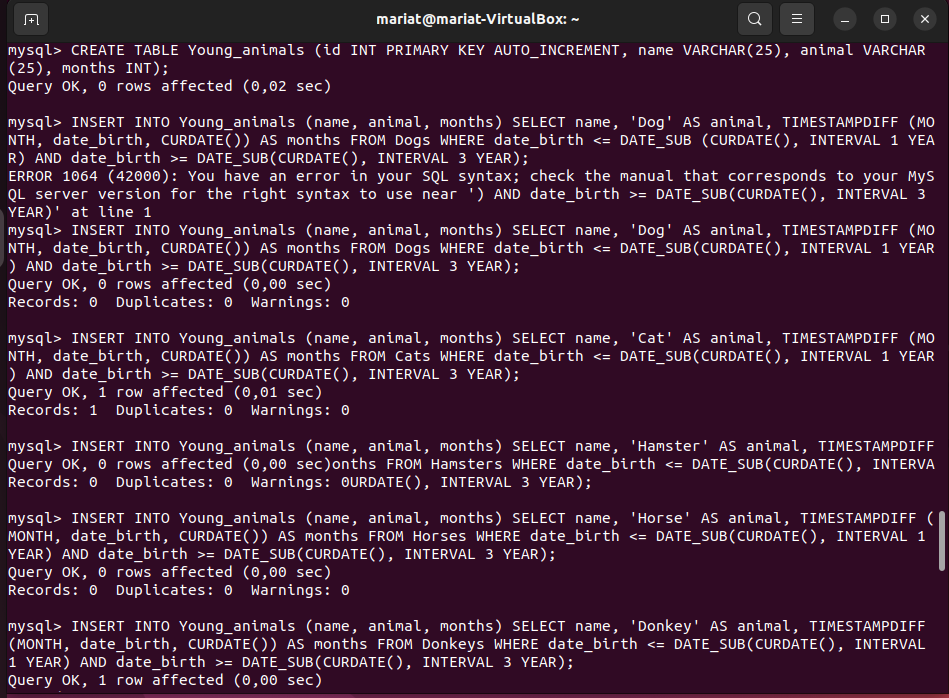 mariat@mariat-VirtualBox: ~
mysql> CREATE TABLE Young_animals (id INT PRIMARY KEY AUTO_INCREMENT, name VARCHAR(25), animal VARCHAR
(25), months INT);
Query OK, 0 rows affected (0,02 sec)
mysql> INSERT INTO Young_animals (name, animal, months) SELECT name, 'Dog' AS animal, TIMESTAMPDIFF (MO
NTH, date_birth, CURDATE()) AS months FROM Dogs WHERE date_birth <= DATE_SUB (CURDATE(), INTERVAL 1 YEA
R) AND date_birth >= DATE_SUB(CURDATE(), INTERVAL 3 YEAR);
ERROR 1064 (42000): You have an error in your SQL syntax; check the manual that corresponds to your MyS
QL server version for the right syntax to use near ') AND date_birth >= DATE_SUB(CURDATE(), INTERVAL 3
YEAR)' at line 1
mysql> INSERT INTO Young_animals (name, animal, months) SELECT name, 'Dog' AS animal, TIMESTAMPDIFF (MO
NTH, date_birth, CURDATE()) AS months FROM Dogs WHERE date_birth <= DATE_SUB(CURDATE(), INTERVAL 1 YEAR
) AND date_birth >= DATE_SUB(CURDATE(), INTERVAL 3 YEAR);
Query OK, 0 rows affected (0,00 sec)
Records: 0  Duplicates: 0  Warnings: 0
mysql> INSERT INTO Young_animals (name, animal, months) SELECT name, 'Cat' AS animal, TIMESTAMPDIFF (MO
NTH, date_birth, CURDATE()) AS months FROM Cats WHERE date_birth <= DATE_SUB(CURDATE(), INTERVAL 1 YEAR
) AND date_birth >= DATE_SUB(CURDATE(), INTERVAL 3 YEAR);
Query OK, 1 row affected (0,01 sec)
Records: 1  Duplicates: 0  Warnings: 0
mysql> INSERT INTO Young_animals (name, animal, months) SELECT name, 'Hamster' AS animal, TIMESTAMPDIFF
Query OK, 0 rows affected (0,00 sec)onths FROM Hamsters WHERE date_birth <= DATE_SUB(CURDATE(), INTERVA
Records: 0  Duplicates: 0  Warnings: 0URDATE(), INTERVAL 3 YEAR);
mysql> INSERT INTO Young_animals (name, animal, months) SELECT name, 'Horse' AS animal, TIMESTAMPDIFF (
MONTH, date_birth, CURDATE()) AS months FROM Horses WHERE date_birth <= DATE_SUB(CURDATE(), INTERVAL 1
YEAR) AND date_birth >= DATE_SUB(CURDATE(), INTERVAL 3 YEAR);
Query OK, 0 rows affected (0,00 sec)
Records: 0  Duplicates: 0  Warnings: 0
mysql> INSERT INTO Young_animals (name, animal, months) SELECT name, 'Donkey' AS animal, TIMESTAMPDIFF
(MONTH, date_birth, CURDATE()) AS months FROM Donkeys WHERE date_birth <= DATE_SUB(CURDATE(), INTERVAL
1 YEAR) AND date_birth >= DATE_SUB(CURDATE(), INTERVAL 3 YEAR);
Query OK, 1 row affected (0,00 sec)